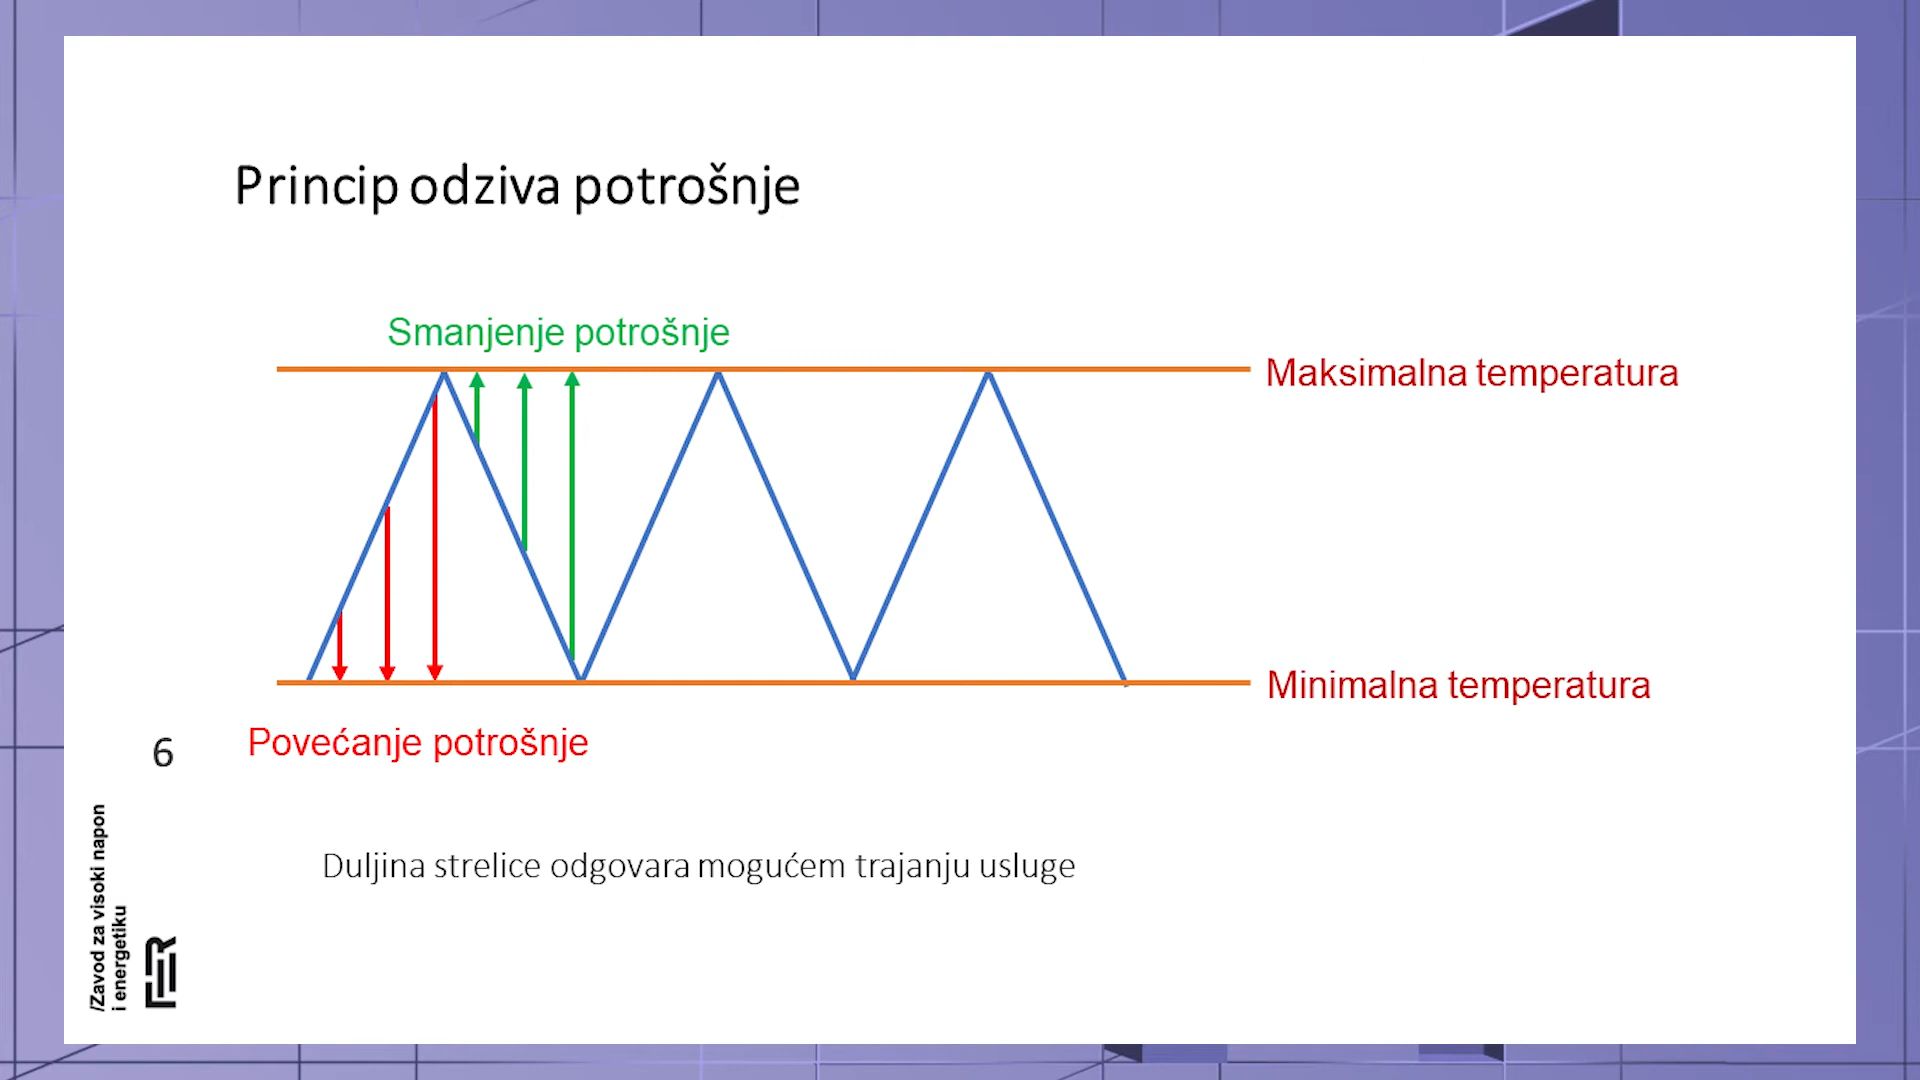 Princip odziva potrošnje
Smanjenje potrošnje
Maksimalna temperatura
Minimalna temperatura
Povećanje potrošnje
6
Duljina strelice odgovara mogućem trajanju usluge
/Zavod za visoki napon
i energetiku